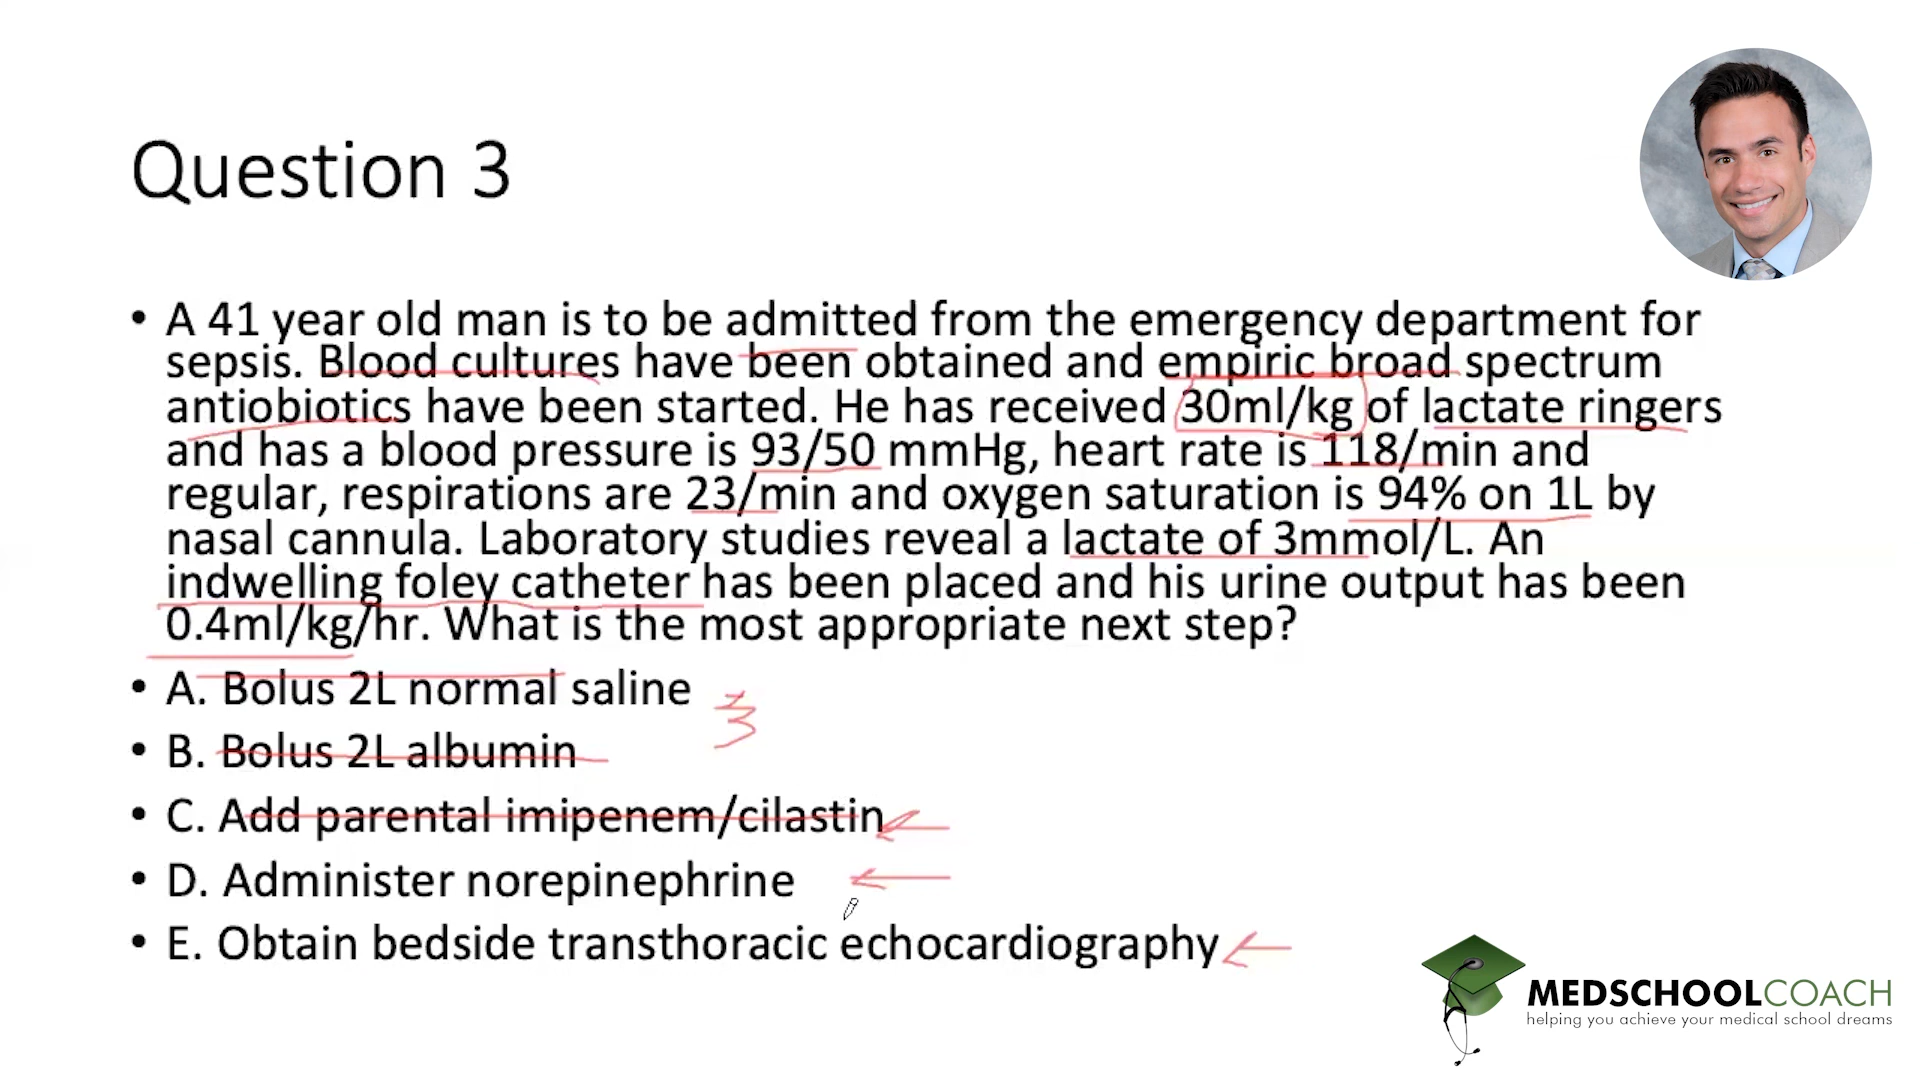 Question 3
• A 41 year old man is to be admitted from the emergency department for
sepsis. Blood cultures have been obtained and empiric broad spectrum
antiobiotics have been started. He has received 30ml/kg of lactate ringers
and has a blood pressure is 93/50 mmHg, heart rate is 118/min and
regular, respirations are 23/min and oxygen saturation is 94% on 1L by
nasal cannula. Laboratory studies reveal a lactate of 3mmol/L. An
indwelling foley catheter has been placed and his urine output has been
0.4ml/kg/hr. What is the most appropriate next step?
• A. Bolus 2L normal saline
• B. Bolus 2L albumin
• C. Add parental imipenem/cilastin
• D. Administer norepinephrine
• E. Obtain bedside transthoracic echocardiography
MEDSCHOOLCOACH
helping you achieve your medical school dreams